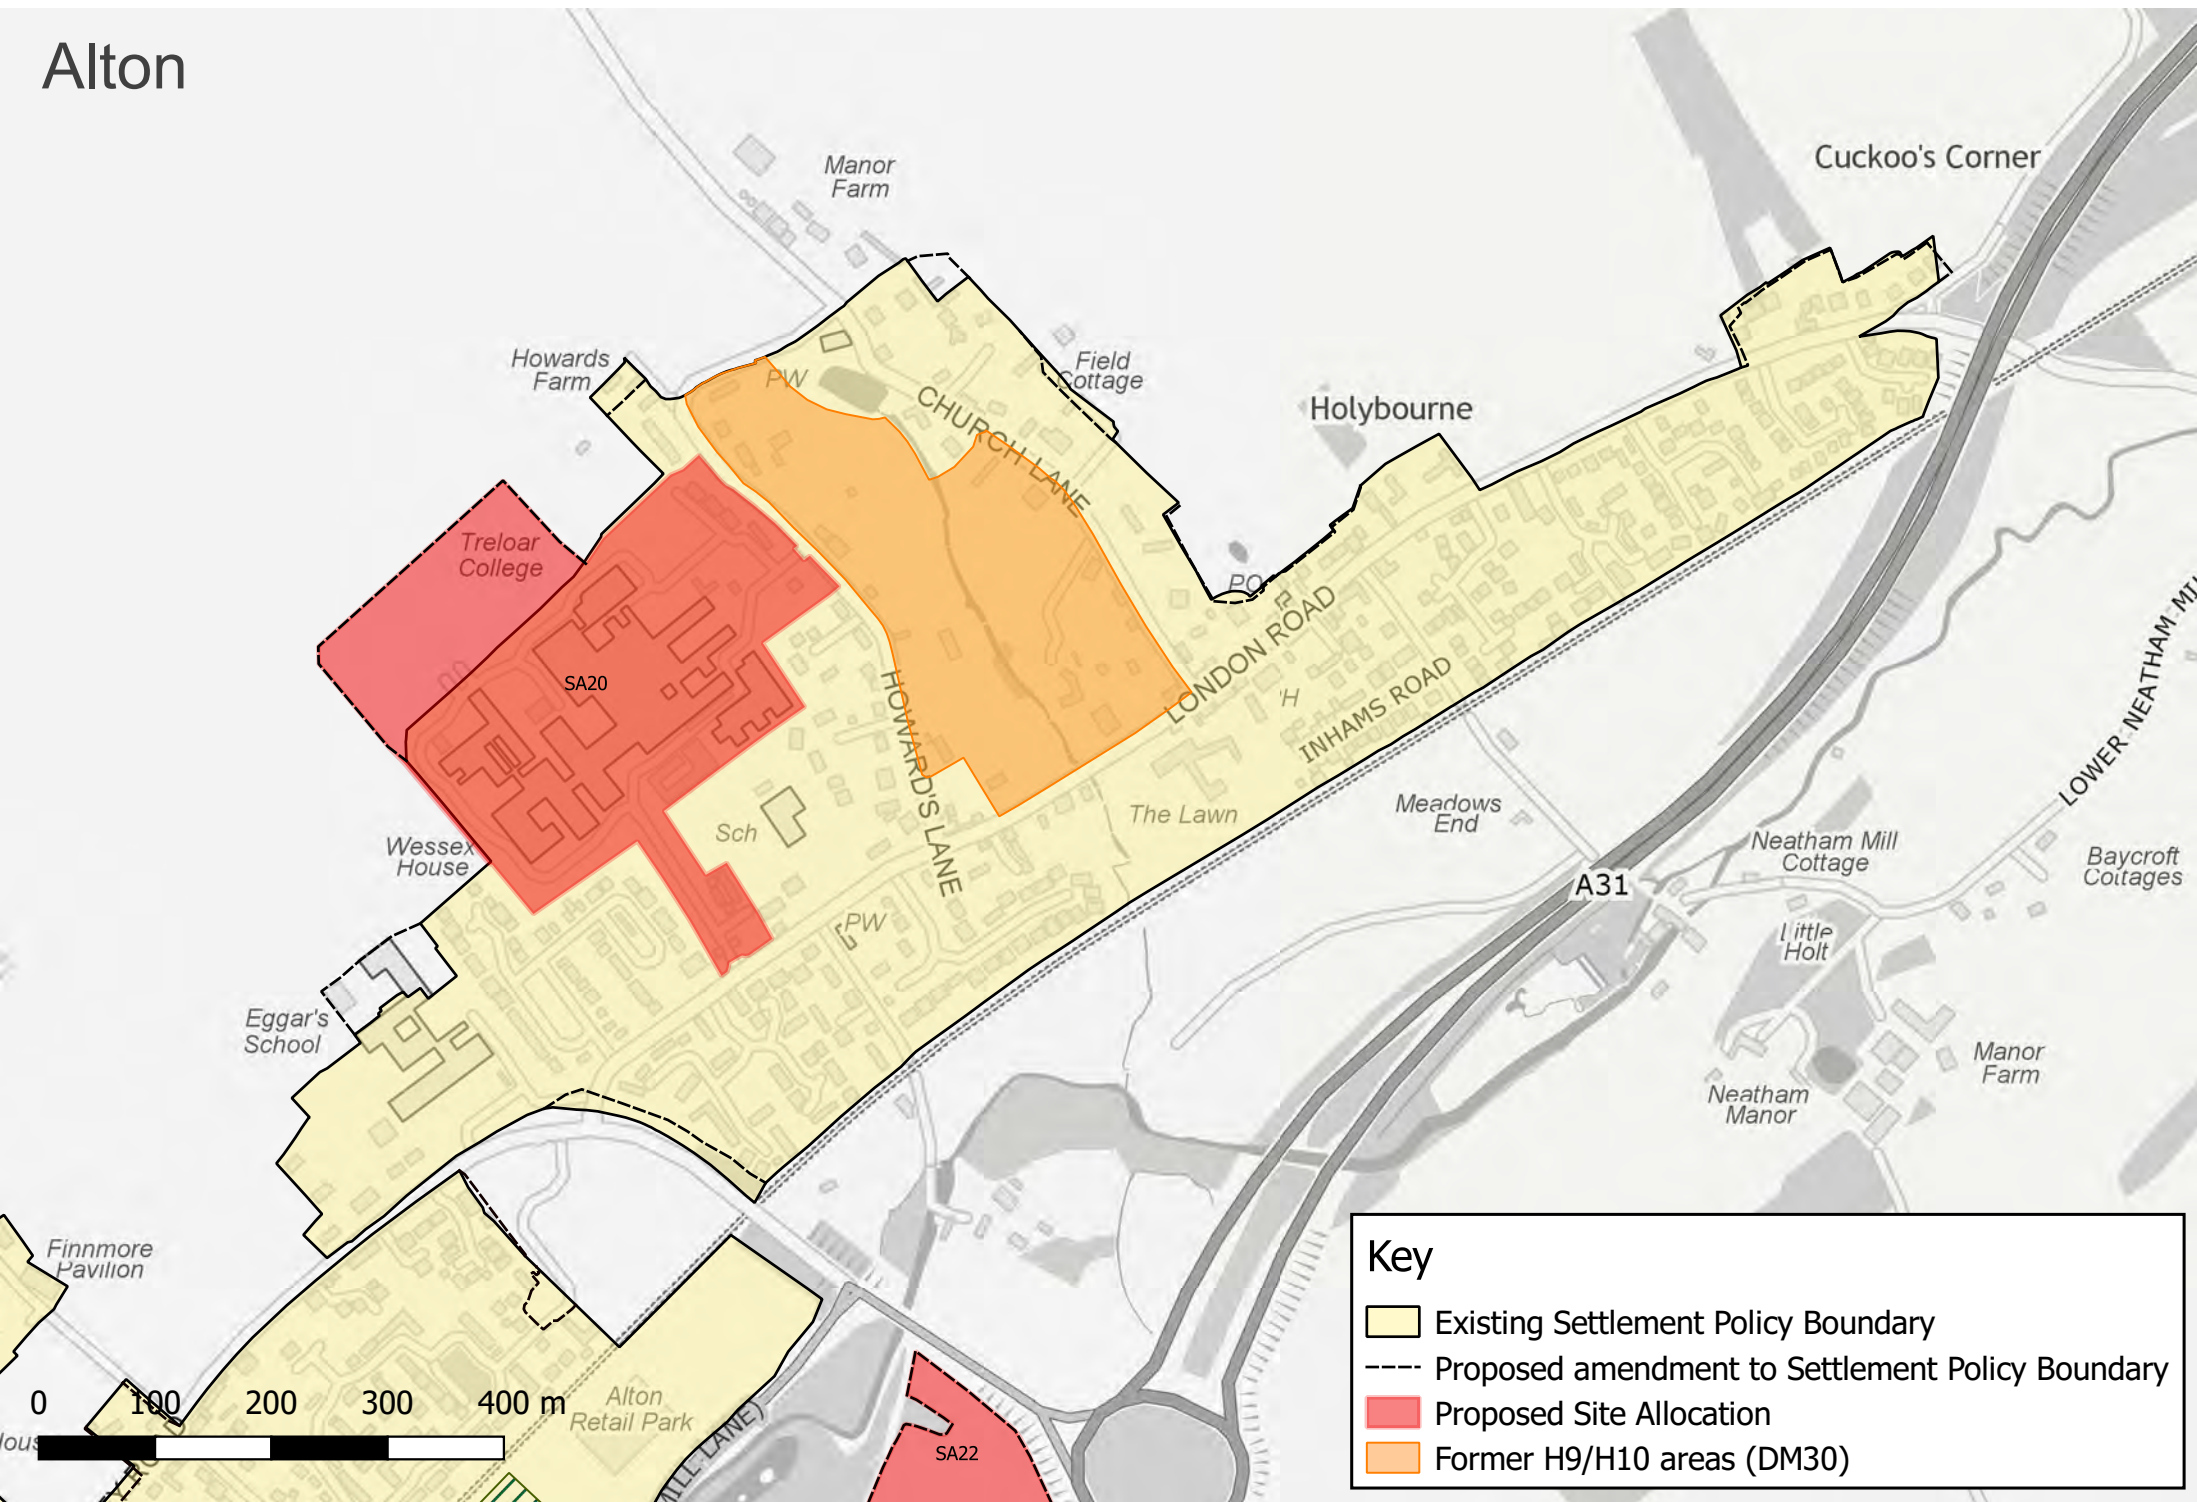 Alton
Manor
Farm
Cuckoo's Corner
Howards
Farm
PW
Field
Cottage
CHURCH LANE
Holybourne
Treloar
College
PO
LONDON ROAD
SA20
HOWARD'S LANE
INHAMS ROAD
LOWER NEATHAM MI
Sch
The Lawn
Meadows
End
Wessex
House
Neatham Mill
Cottage
Baycroft
Cottages
A31
PW
Little
Holt
Eggar's
School
Manor
Farm
Neatham
Manor
Finnmore
Pavilion
Alton
Retail Park
MILL LANE)
SA22
0 100 200 300 400 m
Key
Existing Settlement Policy Boundary
Proposed amendment to Settlement Policy Boundary
Proposed Site Allocation
Former H9/H10 areas (DM30)